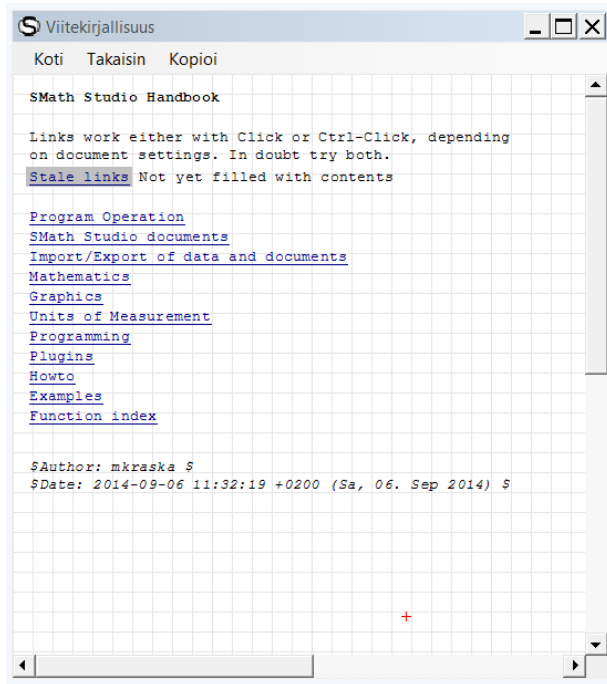 Viitekirjallisuus
Koti Takaisin Kopioi
SMath Studio Handbook
Links work either with Click or Ctrl-Click, depending
on document settings. In doubt try both.
Stale links Not yet filled with contents
Program Operation
SMath Studio documents
Import/Export of data and documents
Mathematics
Graphics
Units of Measurement
Programming
Plugins
Howto
Examples
Function index
$Author: mkraska $
$Date: 2014-09-06 11:32:19 +0200 (Sa, 06. Sep 2014) $